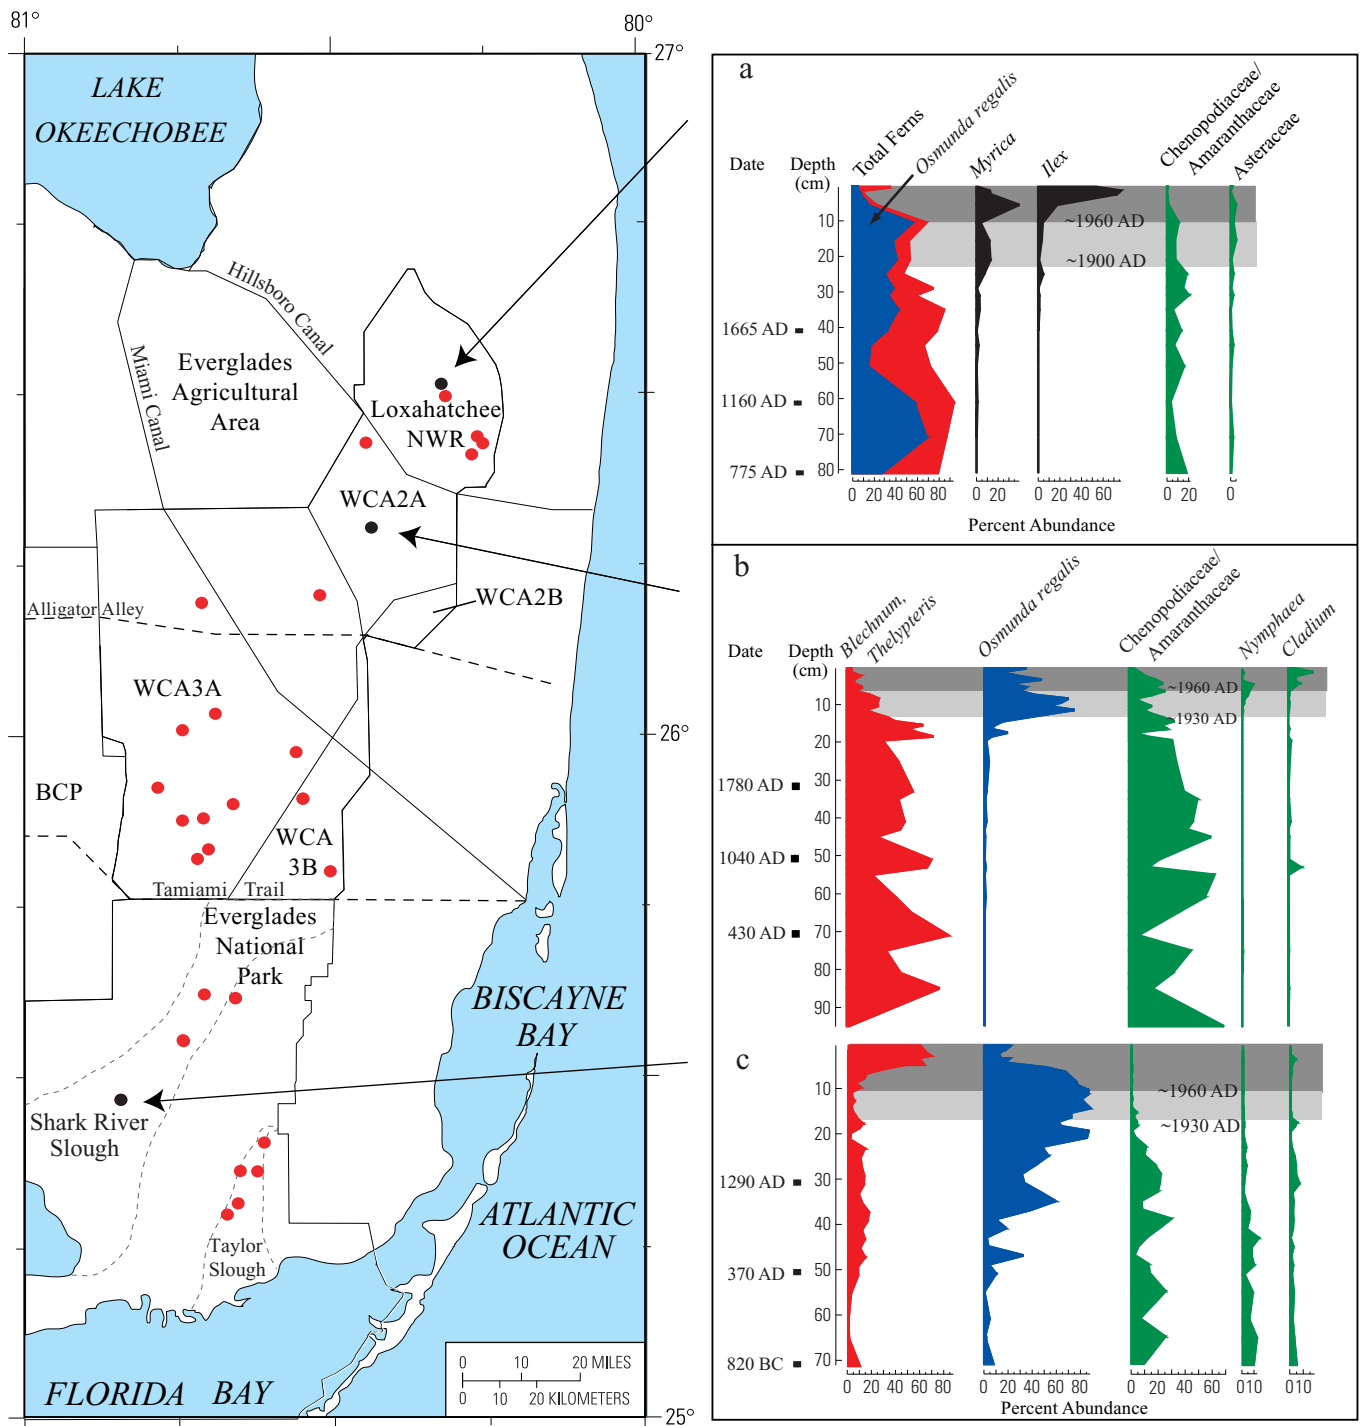 81°
80°
27°
LAKE
OKEECHOBEE
Hillsboro Canal
Miami Canal
Everglades
Agricultural
Area
Loxahatchee
NWR
WCA2A
WCA2B
Alligator Alley
WCA3A
26°
BCP
WCA
3B
Tamiami Trail
Everglades
National
Park
BISCAYNE
BAY
Shark River
Slough
ATLANTIC
OCEAN
Taylor
Slough
0 10 20 MILES
0 10 20 KILOMETERS
FLORIDA BAY
25°
a
Date
Depth
(cm)
Total Ferns
Osmunda regalis
Myrica
Ilex
Chenopodiaceae/
Amaranthaceae
Asteraceae
10
~1960 AD
20
~1900 AD
30
1665 AD
40
50
1160 AD
60
70
775 AD
80
0 20 40 60 80
0 20
0 20 40 60
0 20
0
Percent Abundance
b
Date
Depth
(cm)
Blechnum,
Thelypteris
Osmunda regalis
Chenopodiaceae/
Amaranthaceae
Nymphaea
Cladium
~1960 AD
10
~1930 AD
20
1780 AD
30
40
1040 AD
50
60
430 AD
70
80
90
c
10
~1960 AD
~1930 AD
20
1290 AD
30
40
370 AD
50
60
820 BC
70
0 20 40 60 80
0 20 40 60 80
0 20 40 60
010
010
Percent Abundance